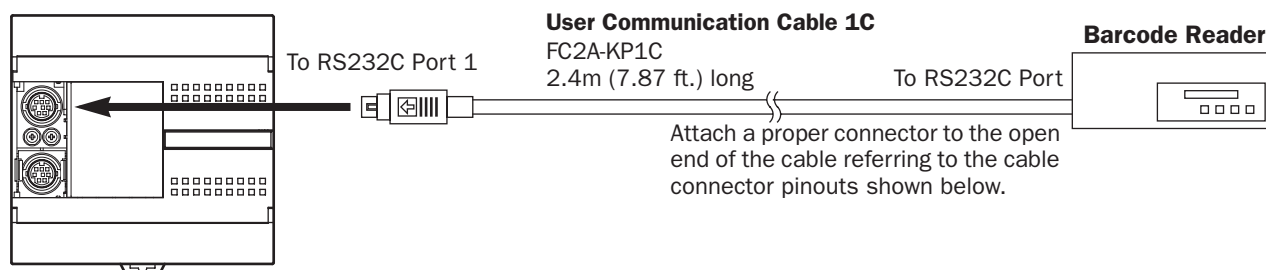 User Communication Cable 1C
FC2A-KP1C
2.4m (7.87 ft.) long
Barcode Reader
To RS232C Port 1
To RS232C Port
Attach a proper connector to the open
end of the cable referring to the cable
connector pinouts shown below.